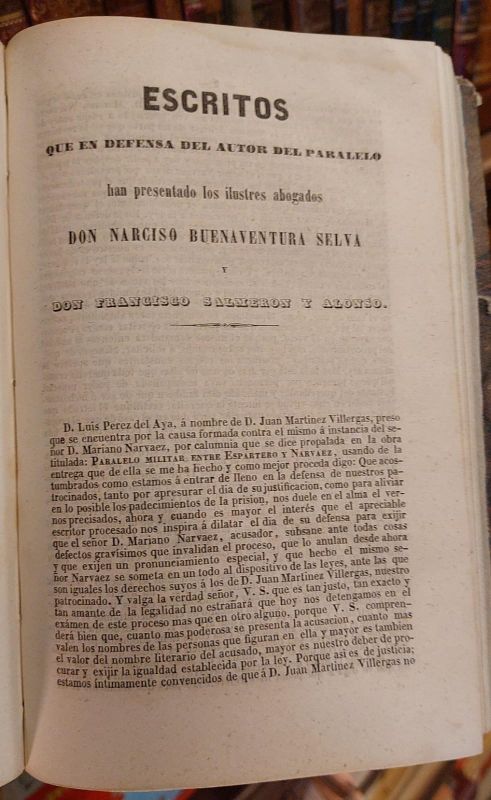 ESCRITOS
QUE EN DEFENSA DEL AUTOR DEL PARALELO
han presentado los ilustres abogados
DON NARCISO BUENAVENTURA SELVA
Y
DON FRANCISCO SALMERON Y ALONSO.
D. Luis Perez del Aya, á nombre de D. Juan Martinez Villergas, preso
que se encuentra por la causa formada contra el mismo á instancia del se-
ñor D. Mariano Narvaez, por calumnia que se dice propalada en la obra
titulada: PARALELO MILITAR ENTRE ESPARTERO Y NARVAEZ, usando de la
entrega que de ella se me ha hecho y como mejor proceda digo: Que acos-
tumbrados como estamos á entrar de lleno en la defensa de nuestros pa-
trocinados, tanto por apresurar el dia de su justificacion, como para aliviar
en lo posible los padecimientos de la prision, nos duele en el alma el ver-
nos precisados, ahora y cuando es mayor el interés que el apreciable
escritor procesado nos inspira á dilatar el dia de su defensa para exijir
que el señor D. Mariano Narvaez, acusador, subsane ante todas cosas
defectos gravísimos que invalidan el proceso, que lo anulan desde ahora
y que exijen un pronunciamiento especial, y que hecho el mismo se-
ñor Narvaez se someta en un todo al dispositivo de las leyes, ante las que
son iguales los derechos suyos á los de D. Juan Martinez Villergas, nuestro
patrocinado. Y valga la verdad señor, V. S. que es tan justo, tan exacto y
tan amante de la legalidad no estrañará que hoy nos detengamos en el
exámen de este proceso mas que en otro alguno, porque V. S. compren-
derá bien que, cuanto mas poderosa se presenta la acusacion, cuanto mas
valen los nombres de las personas que figuran en ella y mayor es tambien
el valor del nombre literario del acusado, mayor es nuestro deber de pro-
curar y exijir la igualdad establecida por la ley. Porque asi es de justicia;
estamos íntimamente convencidos de que á D. Juan Martinez Villergas no